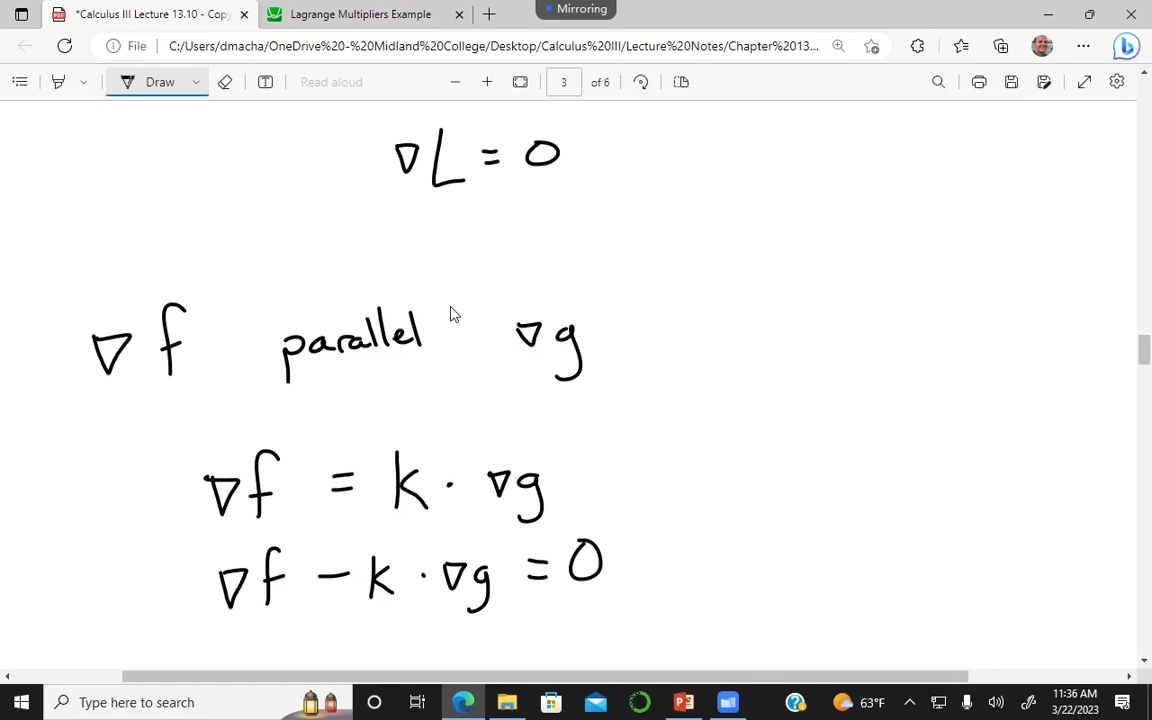 Mirroring
*Calculus III Lecture 13.10 - Copy
Lagrange Multipliers Example
File
C:/Users/dmacha/OneDrive%20-%20Midland%20College/Desktop/Calculus%20III/Lecture%20Notes/Chapter%2013...
Draw
Read aloud
3 of 6
∇L = 0
∇f parallel ∇g
∇f = k · ∇g
∇f - k · ∇g = 0
Type here to search
63°F
11:36 AM
3/22/2023